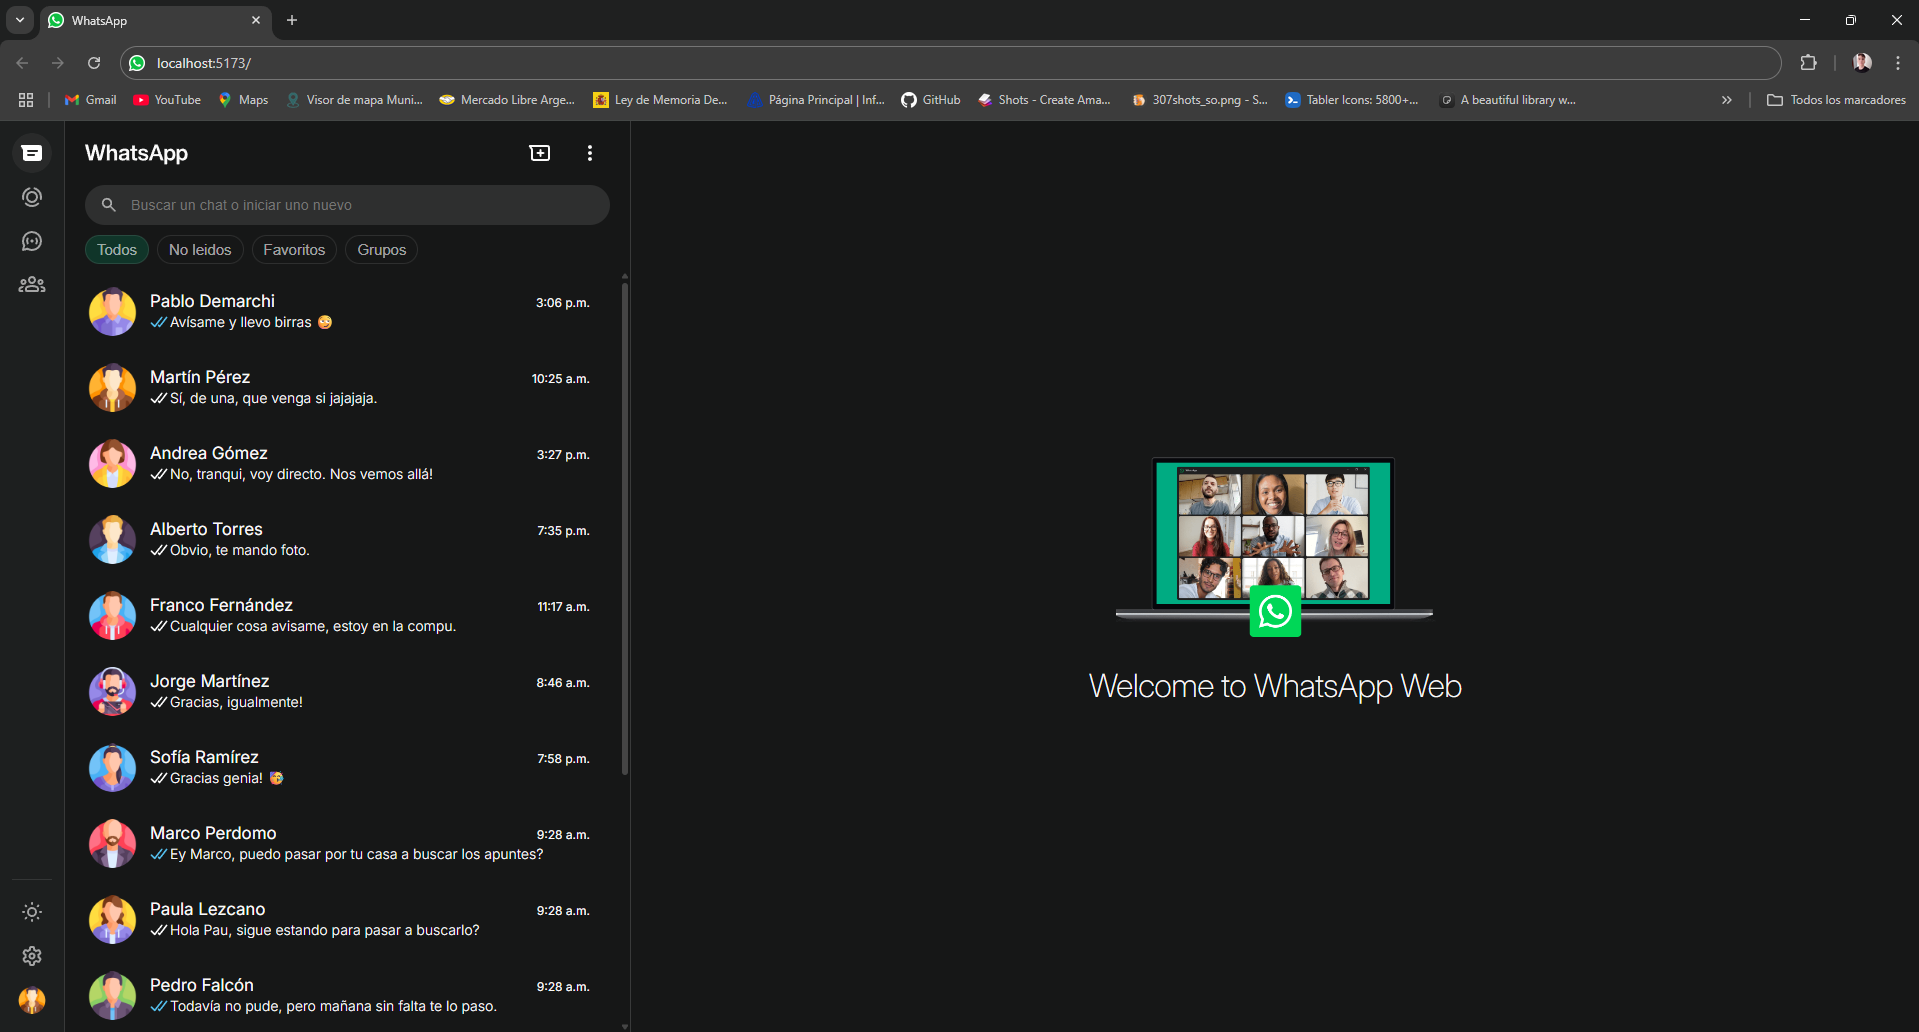 WhatsApp
localhost:5173/
Gmail
YouTube
Maps
Visor de mapa Muni...
Mercado Libre Arge...
Ley de Memoria De...
Página Principal | Inf...
GitHub
Shots - Create Ama...
307shots_so.png - S...
Tabler Icons: 5800+...
A beautiful library w...
Todos los marcadores
WhatsApp
Buscar un chat o iniciar uno nuevo
Todos
No leidos
Favoritos
Grupos
Pablo Demarchi
3:06 p.m.
Avísame y llevo birras
Martín Pérez
10:25 a.m.
Sí, de una, que venga si jajajaja.
Andrea Gómez
3:27 p.m.
No, tranqui, voy directo. Nos vemos allá!
Alberto Torres
7:35 p.m.
Obvio, te mando foto.
Franco Fernández
11:17 a.m.
Cualquier cosa avisame, estoy en la compu.
Jorge Martínez
8:46 a.m.
Gracias, igualmente!
Sofía Ramírez
7:58 p.m.
Gracias genia!
Marco Perdomo
9:28 a.m.
Ey Marco, puedo pasar por tu casa a buscar los apuntes?
Paula Lezcano
9:28 a.m.
Hola Pau, sigue estando para pasar a buscarlo?
Pedro Falcón
9:28 a.m.
Todavía no pude, pero mañana sin falta te lo paso.
Welcome to WhatsApp Web